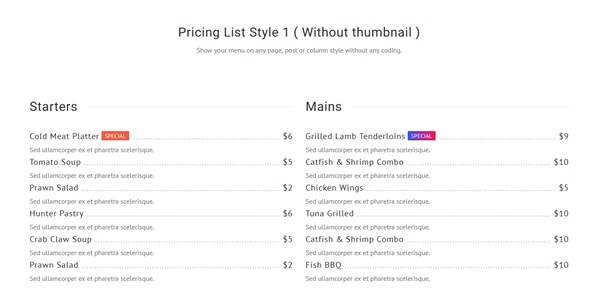 Pricing List Style 1 ( Without thumbnail )
Show your menu on any page, post or column style without any coding.
Starters
Cold Meat Platter SPECIAL $6
Sed ullamcorper ex et pharetra scelerisque.
Tomato Soup $5
Sed ullamcorper ex et pharetra scelerisque.
Prawn Salad $2
Sed ullamcorper ex et pharetra scelerisque.
Hunter Pastry $6
Sed ullamcorper ex et pharetra scelerisque.
Crab Claw Soup $5
Sed ullamcorper ex et pharetra scelerisque.
Prawn Salad $2
Sed ullamcorper ex et pharetra scelerisque.
Mains
Grilled Lamb Tenderloins SPECIAL $9
Sed ullamcorper ex et pharetra scelerisque.
Catfish & Shrimp Combo $10
Sed ullamcorper ex et pharetra scelerisque.
Chicken Wings $5
Sed ullamcorper ex et pharetra scelerisque.
Tuna Grilled $10
Sed ullamcorper ex et pharetra scelerisque.
Catfish & Shrimp Combo $10
Sed ullamcorper ex et pharetra scelerisque.
Fish BBQ $10
Sed ullamcorper ex et pharetra scelerisque.